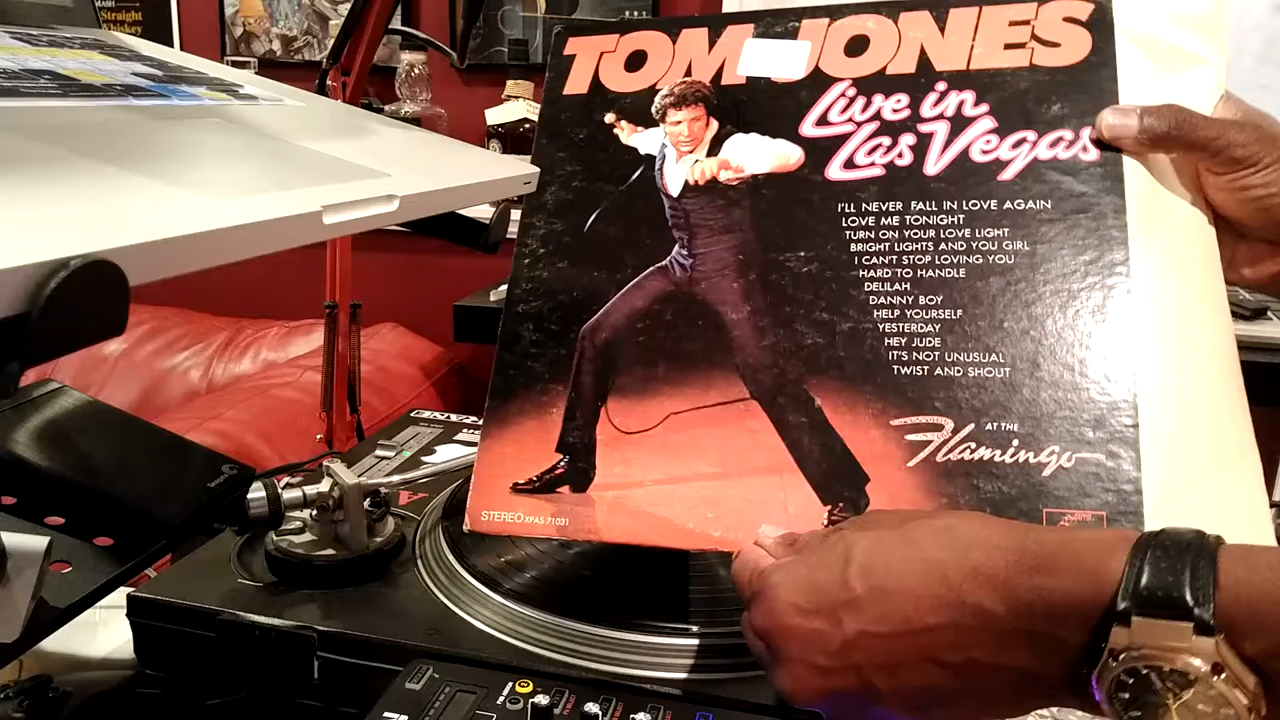 Straight
Whiskey
TOM JONES
Live in
Las Vegas
I'LL NEVER FALL IN LOVE AGAIN
LOVE ME TONIGHT
TURN ON YOUR LOVE LIGHT
BRIGHT LIGHTS AND YOU GIRL
I CAN'T STOP LOVING YOU
HARD TO HANDLE
DELILAH
DANNY BOY
HELP YOURSELF
YESTERDAY
HEY JUDE
IT'S NOT UNUSUAL
TWIST AND SHOUT
AT THE
Flamingo
STEREO XPAS 71031
RANE